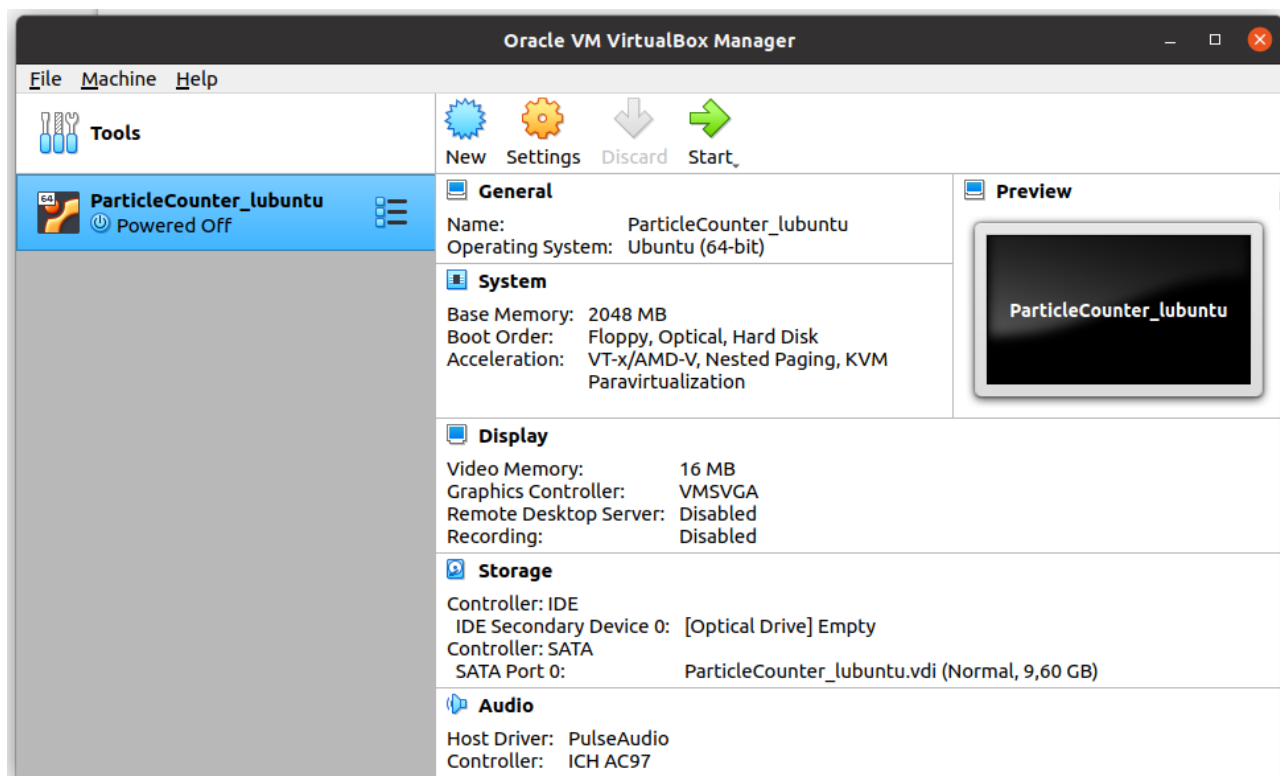 Oracle VM VirtualBox Manager
File Machine Help
Tools
New Settings Discard Start
64
ParticleCounter_lubuntu
Powered Off
General
Name: ParticleCounter_lubuntu
Operating System: Ubuntu (64-bit)
Preview
ParticleCounter_lubuntu
System
Base Memory: 2048 MB
Boot Order: Floppy, Optical, Hard Disk
Acceleration: VT-x/AMD-V, Nested Paging, KVM
Paravirtualization
Display
Video Memory: 16 MB
Graphics Controller: VMSVGA
Remote Desktop Server: Disabled
Recording: Disabled
Storage
Controller: IDE
IDE Secondary Device 0: [Optical Drive] Empty
Controller: SATA
SATA Port 0: ParticleCounter_lubuntu.vdi (Normal, 9,60 GB)
Audio
Host Driver: PulseAudio
Controller: ICH AC97